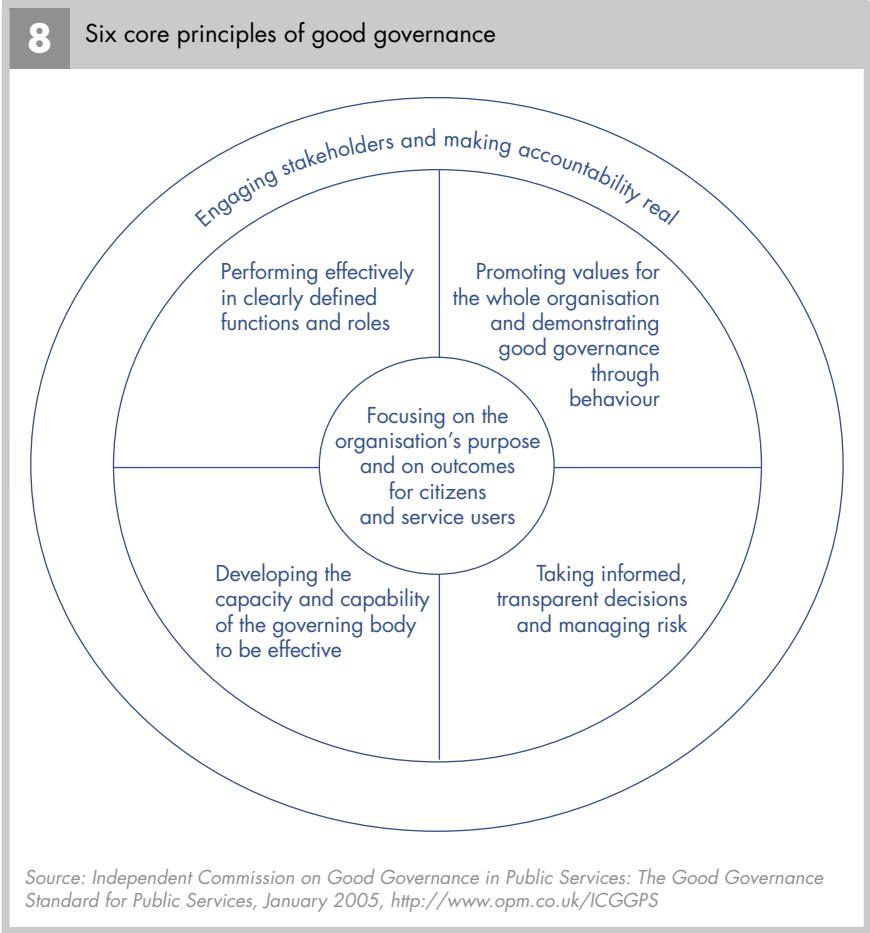 8
Six core principles of good governance
Engaging stakeholders and making accountability real
Performing effectively
in clearly defined
functions and roles
Promoting values for
the whole organisation
and demonstrating
good governance
through
behaviour
Focusing on the
organisation's purpose
and on outcomes
for citizens
and service users
Developing the
capacity and capability
of the governing body
to be effective
Taking informed,
transparent decisions
and managing risk
Source: Independent Commission on Good Governance in Public Services: The Good Governance
Standard for Public Services, January 2005, http://www.opm.co.uk/ICGGPS